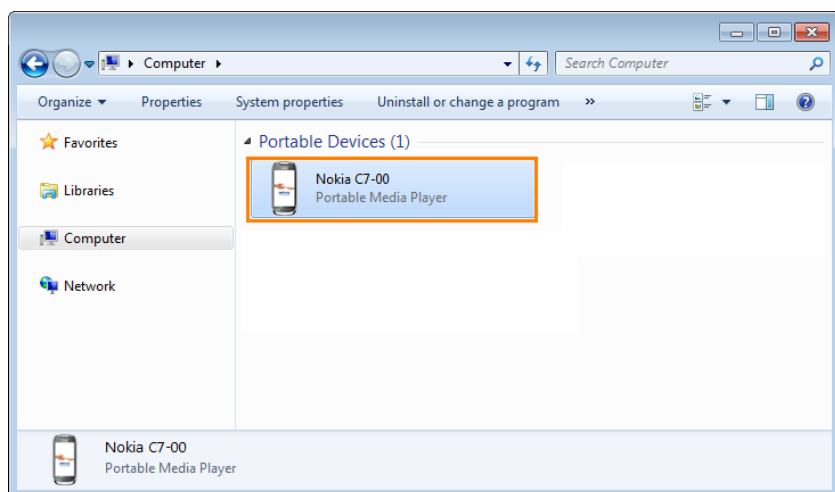 Computer
Search Computer
Organize
Properties
System properties
Uninstall or change a program
»
Favorites
Libraries
Computer
Network
Portable Devices (1)
Nokia C7-00
Portable Media Player
Nokia C7-00
Portable Media Player